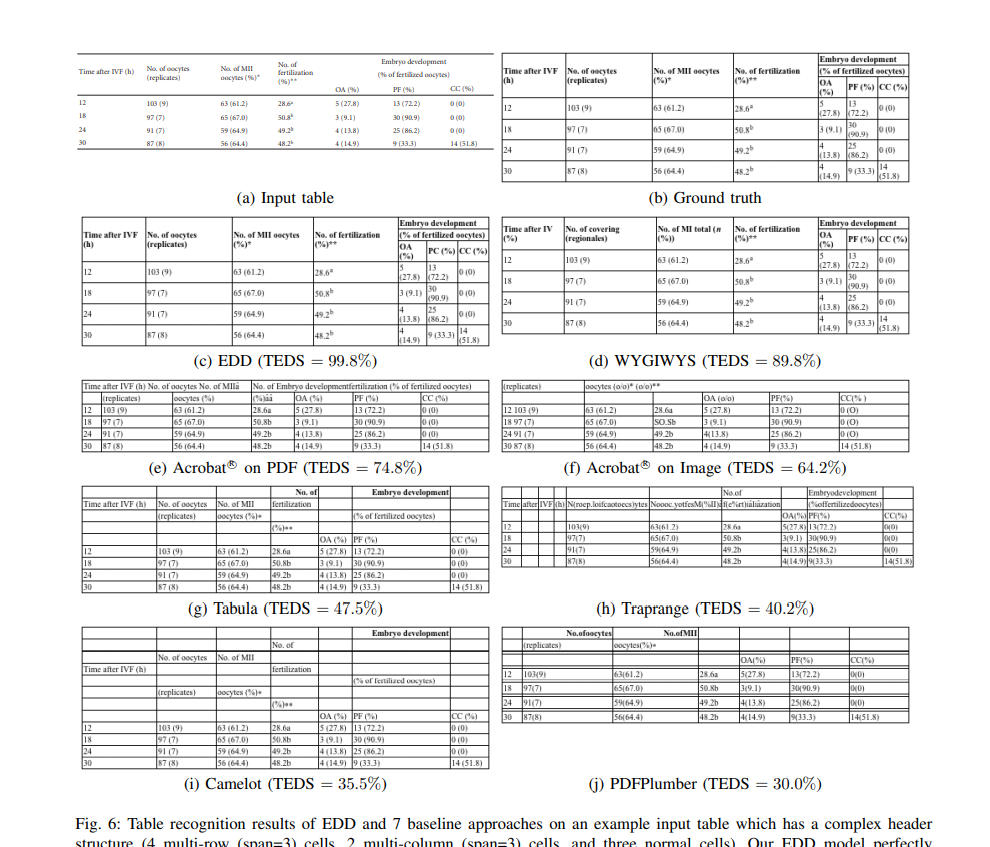 Time after IVF (h) No. of oocytes (replicates) No. of MII oocytes (%)* No. of fertilization (%)** Embryo development (% of fertilized oocytes)
OA (%) PF (%) CC (%)
12 103 (9) 63 (61.2) 28.6a 5 (27.8) 13 (72.2) 0 (0)
18 97 (7) 65 (67.0) 50.8b 3 (9.1) 30 (90.9) 0 (0)
24 91 (7) 59 (64.9) 49.2b 4 (13.8) 25 (86.2) 0 (0)
30 87 (8) 56 (64.4) 48.2b 4 (14.9) 9 (33.3) 14 (51.8)
(a) Input table
Time after IVF (h) No. of oocytes (replicates) No. of MII oocytes (%)* No. of fertilization (%)** Embryo development
(% of fertilized oocytes)
OA (%) PF (%) CC (%)
12 103 (9) 63 (61.2) 28.6a 5 (27.8) 13 (72.2) 0 (0)
18 97 (7) 65 (67.0) 50.8b 3 (9.1) 30 (90.9) 0 (0)
24 91 (7) 59 (64.9) 49.2b 4 (13.8) 25 (86.2) 0 (0)
30 87 (8) 56 (64.4) 48.2b 4 (14.9) 9 (33.3) 14 (51.8)
(b) Ground truth
Time after IVF (h) No. of oocytes (replicates) No. of MII oocytes (%)* No. of fertilization (%)** Embryo development
(% of fertilized oocytes)
OA (%) PC (%) CC (%)
12 103 (9) 63 (61.2) 28.6a 5 (27.8) 13 (72.2) 0 (0)
18 97 (7) 65 (67.0) 50.8b 3 (9.1) 30 (90.9) 0 (0)
24 91 (7) 59 (64.9) 49.2b 4 (13.8) 25 (86.2) 0 (0)
30 87 (8) 56 (64.4) 48.2b 4 (14.9) 9 (33.3) 14 (51.8)
(c) EDD (TEDS = 99.8%)
Time after IV (%) No. of covering (regionales) No. of MI total (n (%)) No. of fertilization (%)** Embryo development
OA (%) PF (%) CC (%)
12 103 (9) 63 (61.2) 28.6a 5 (27.8) 13 (72.2) 0 (0)
18 97 (7) 65 (67.0) 50.8b 3 (9.1) 30 (90.9) 0 (0)
24 91 (7) 59 (64.9) 49.2b 4 (13.8) 25 (86.2) 0 (0)
30 87 (8) 56 (64.4) 48.2b 4 (14.9) 9 (33.3) 14 (51.8)
(d) WYGIWYS (TEDS = 89.8%)
Time after IVF (h) No. of oocytes No. of MIIâ No. of Embryo developmentfertilization (% of fertilized oocytes)
(replicates) oocytes (%) (%)ââ OA (%) PF (%) CC (%)
12 103 (9) 63 (61.2) 28.6a 5 (27.8) 13 (72.2) 0 (0)
18 97 (7) 65 (67.0) 50.8b 3 (9.1) 30 (90.9) 0 (0)
24 91 (7) 59 (64.9) 49.2b 4 (13.8) 25 (86.2) 0 (0)
30 87 (8) 56 (64.4) 48.2b 4 (14.9) 9 (33.3) 14 (51.8)
(e) Acrobat® on PDF (TEDS = 74.8%)
(replicates) oocytes (o/o)* (o/o)**
OA (o/o) PF(%) CC(% )
12 103 (9) 63 (61.2) 28.6a 5 (27.8) 13 (72.2) 0 (O)
18 97 (7) 65 (67.0) SO.Sb 3 (9.1) 30 (90.9) 0 (O)
24 91 (7) 59 (64.9) 49.2b 4(13.8) 25 (86.2) 0 (O)
30 87 (8) 56 (64.4) 48.2b 4 (14.9) 9 (33.3) 14 (51.8)
(f) Acrobat® on Image (TEDS = 64.2%)
No. of Embryo development
Time after IVF (h) No. of oocytes No. of MII fertilization
(replicates) oocytes (%)∗ (% of fertilized oocytes)
(%)∗∗
OA (%) PF (%) CC (%)
12 103 (9) 63 (61.2) 28.6a 5 (27.8) 13 (72.2) 0 (0)
18 97 (7) 65 (67.0) 50.8b 3 (9.1) 30 (90.9) 0 (0)
24 91 (7) 59 (64.9) 49.2b 4 (13.8) 25 (86.2) 0 (0)
30 87 (8) 56 (64.4) 48.2b 4 (14.9) 9 (33.3) 14 (51.8)
(g) Tabula (TEDS = 47.5%)
No.of Embryodevelopment
Time after IVF (h) (%offertilizedoocytes)
OA(%) PF(%) CC(%)
12 103(9) 63(61.2) 28.6a 5(27.8) 13(72.2) 0(0)
18 97(7) 65(67.0) 50.8b 3(9.1) 30(90.9) 0(0)
24 91(7) 59(64.9) 49.2b 4(13.8) 25(86.2) 0(0)
30 87(8) 56(64.4) 48.2b 4(14.9) 9(33.3) 14(51.8)
(h) Traprange (TEDS = 40.2%)
Embryo development
No. of
No. of oocytes No. of MII
Time after IVF (h) fertilization
(% of fertilized oocytes)
(replicates) oocytes (%)∗
(%)∗∗
OA (%) PF (%) CC (%)
12 103 (9) 63 (61.2) 28.6a 5 (27.8) 13 (72.2) 0 (0)
18 97 (7) 65 (67.0) 50.8b 3 (9.1) 30 (90.9) 0 (0)
24 91 (7) 59 (64.9) 49.2b 4 (13.8) 25 (86.2) 0 (0)
30 87 (8) 56 (64.4) 48.2b 4 (14.9) 9 (33.3) 14 (51.8)
(i) Camelot (TEDS = 35.5%)
No.ofoocytes No.ofMII
(replicates) oocytes(%)∗
OA(%) PF(%) CC(%)
12 103(9) 63(61.2) 28.6a 5(27.8) 13(72.2) 0(0)
18 97(7) 65(67.0) 50.8b 3(9.1) 30(90.9) 0(0)
24 91(7) 59(64.9) 49.2b 4(13.8) 25(86.2) 0(0)
30 87(8) 56(64.4) 48.2b 4(14.9) 9(33.3) 14(51.8)
(j) PDFPlumber (TEDS = 30.0%)
Fig. 6: Table recognition results of EDD and 7 baseline approaches on an example input table which has a complex header
structure (4 multi-row (span=3) cells, 2 multi-column (span=3) cells, and three normal cells). Our EDD model perfectly